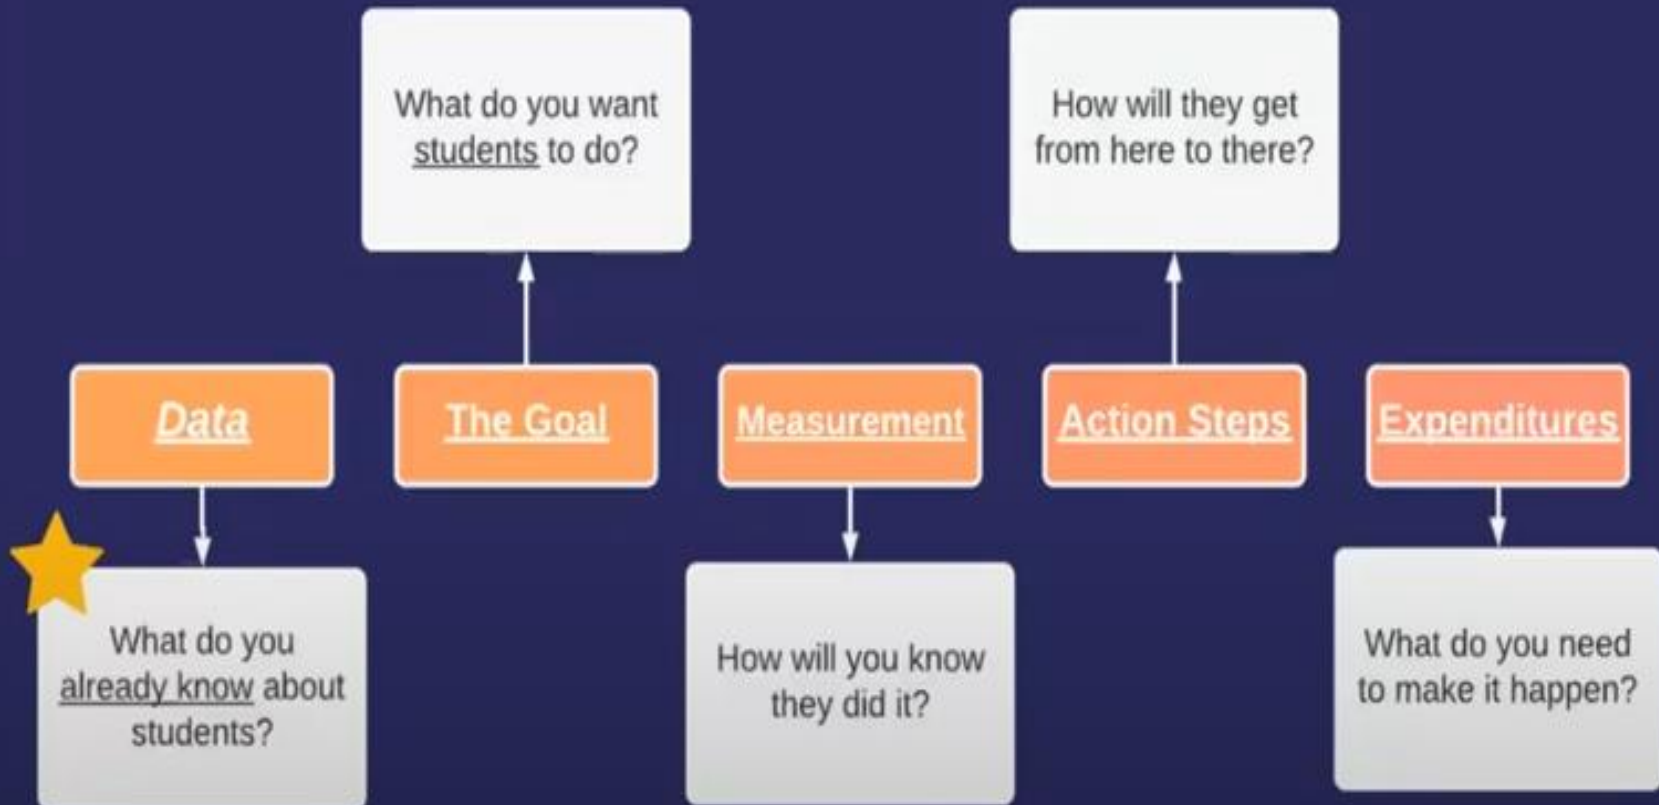 What do you want
students to do?
How will they get
from here to there?
Data
The Goal
Measurement
Action Steps
Expenditures
What do you
already know about
students?
How will you know
they did it?
What do you need
to make it happen?